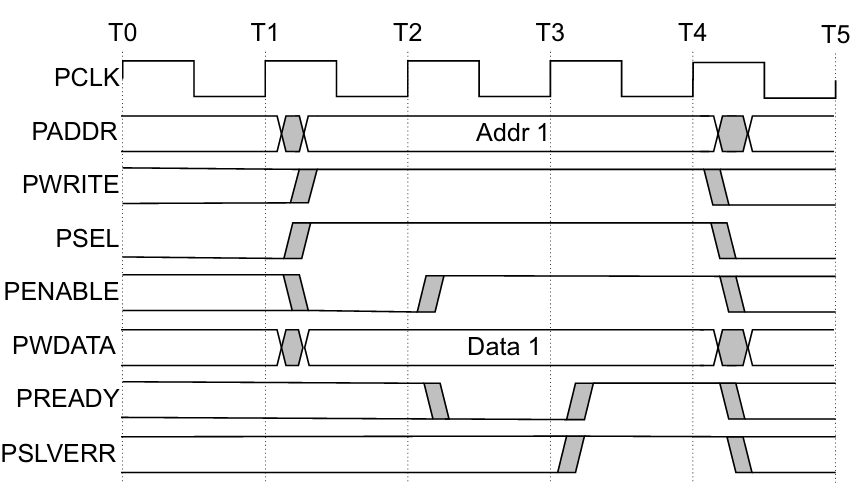 T0 T1 T2 T3 T4 T5
PCLK
PADDR Addr 1
PWRITE
PSEL
PENABLE
PWDATA Data 1
PREADY
PSLVERR